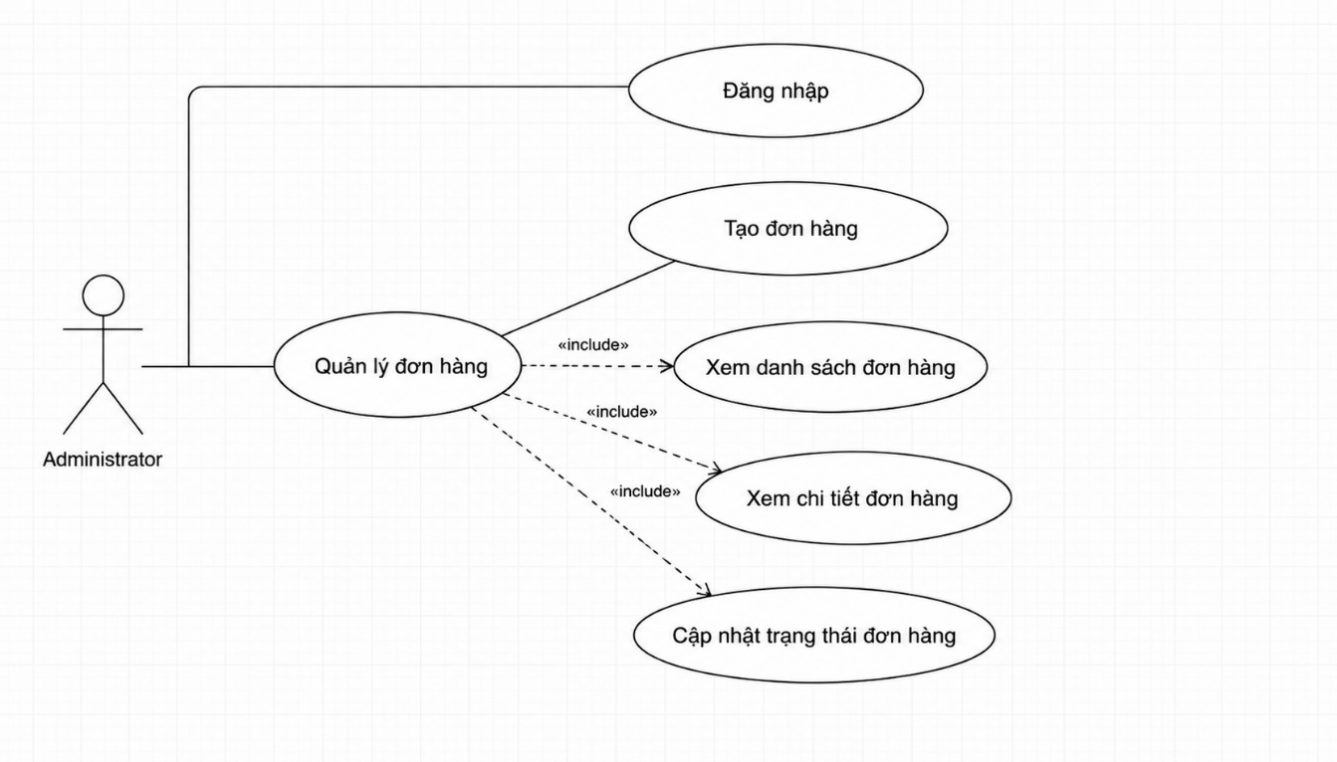 Đăng nhập
Tạo đơn hàng
«include»
Quản lý đơn hàng
Xem danh sách đơn hàng
«include»
Administrator
«include»
Xem chi tiết đơn hàng
Cập nhật trạng thái đơn hàng